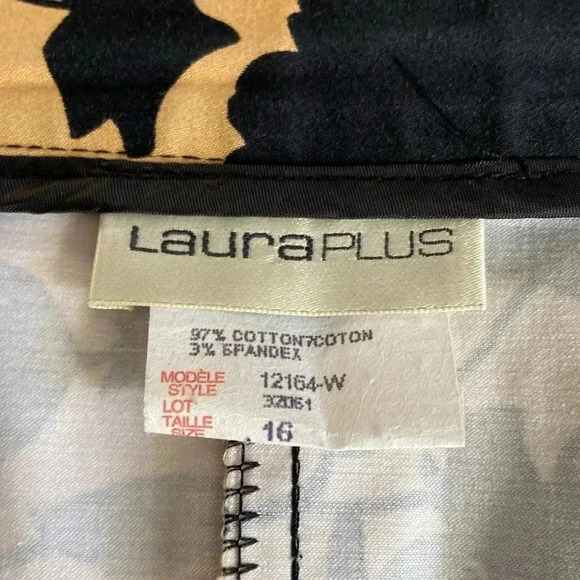 LauraPLUS
97% COTTON/COTON
3% SPANDEX
MODÈLE
STYLE 12164-W
LOT 32061
TAILLE
SIZE 16